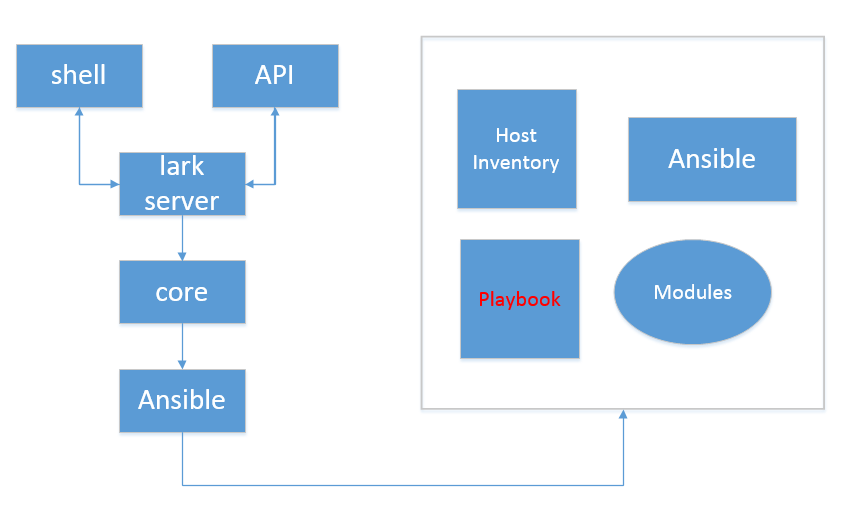 shell
API
lark
server
core
Ansible
Host
Inventory
Ansible
Playbook
Modules